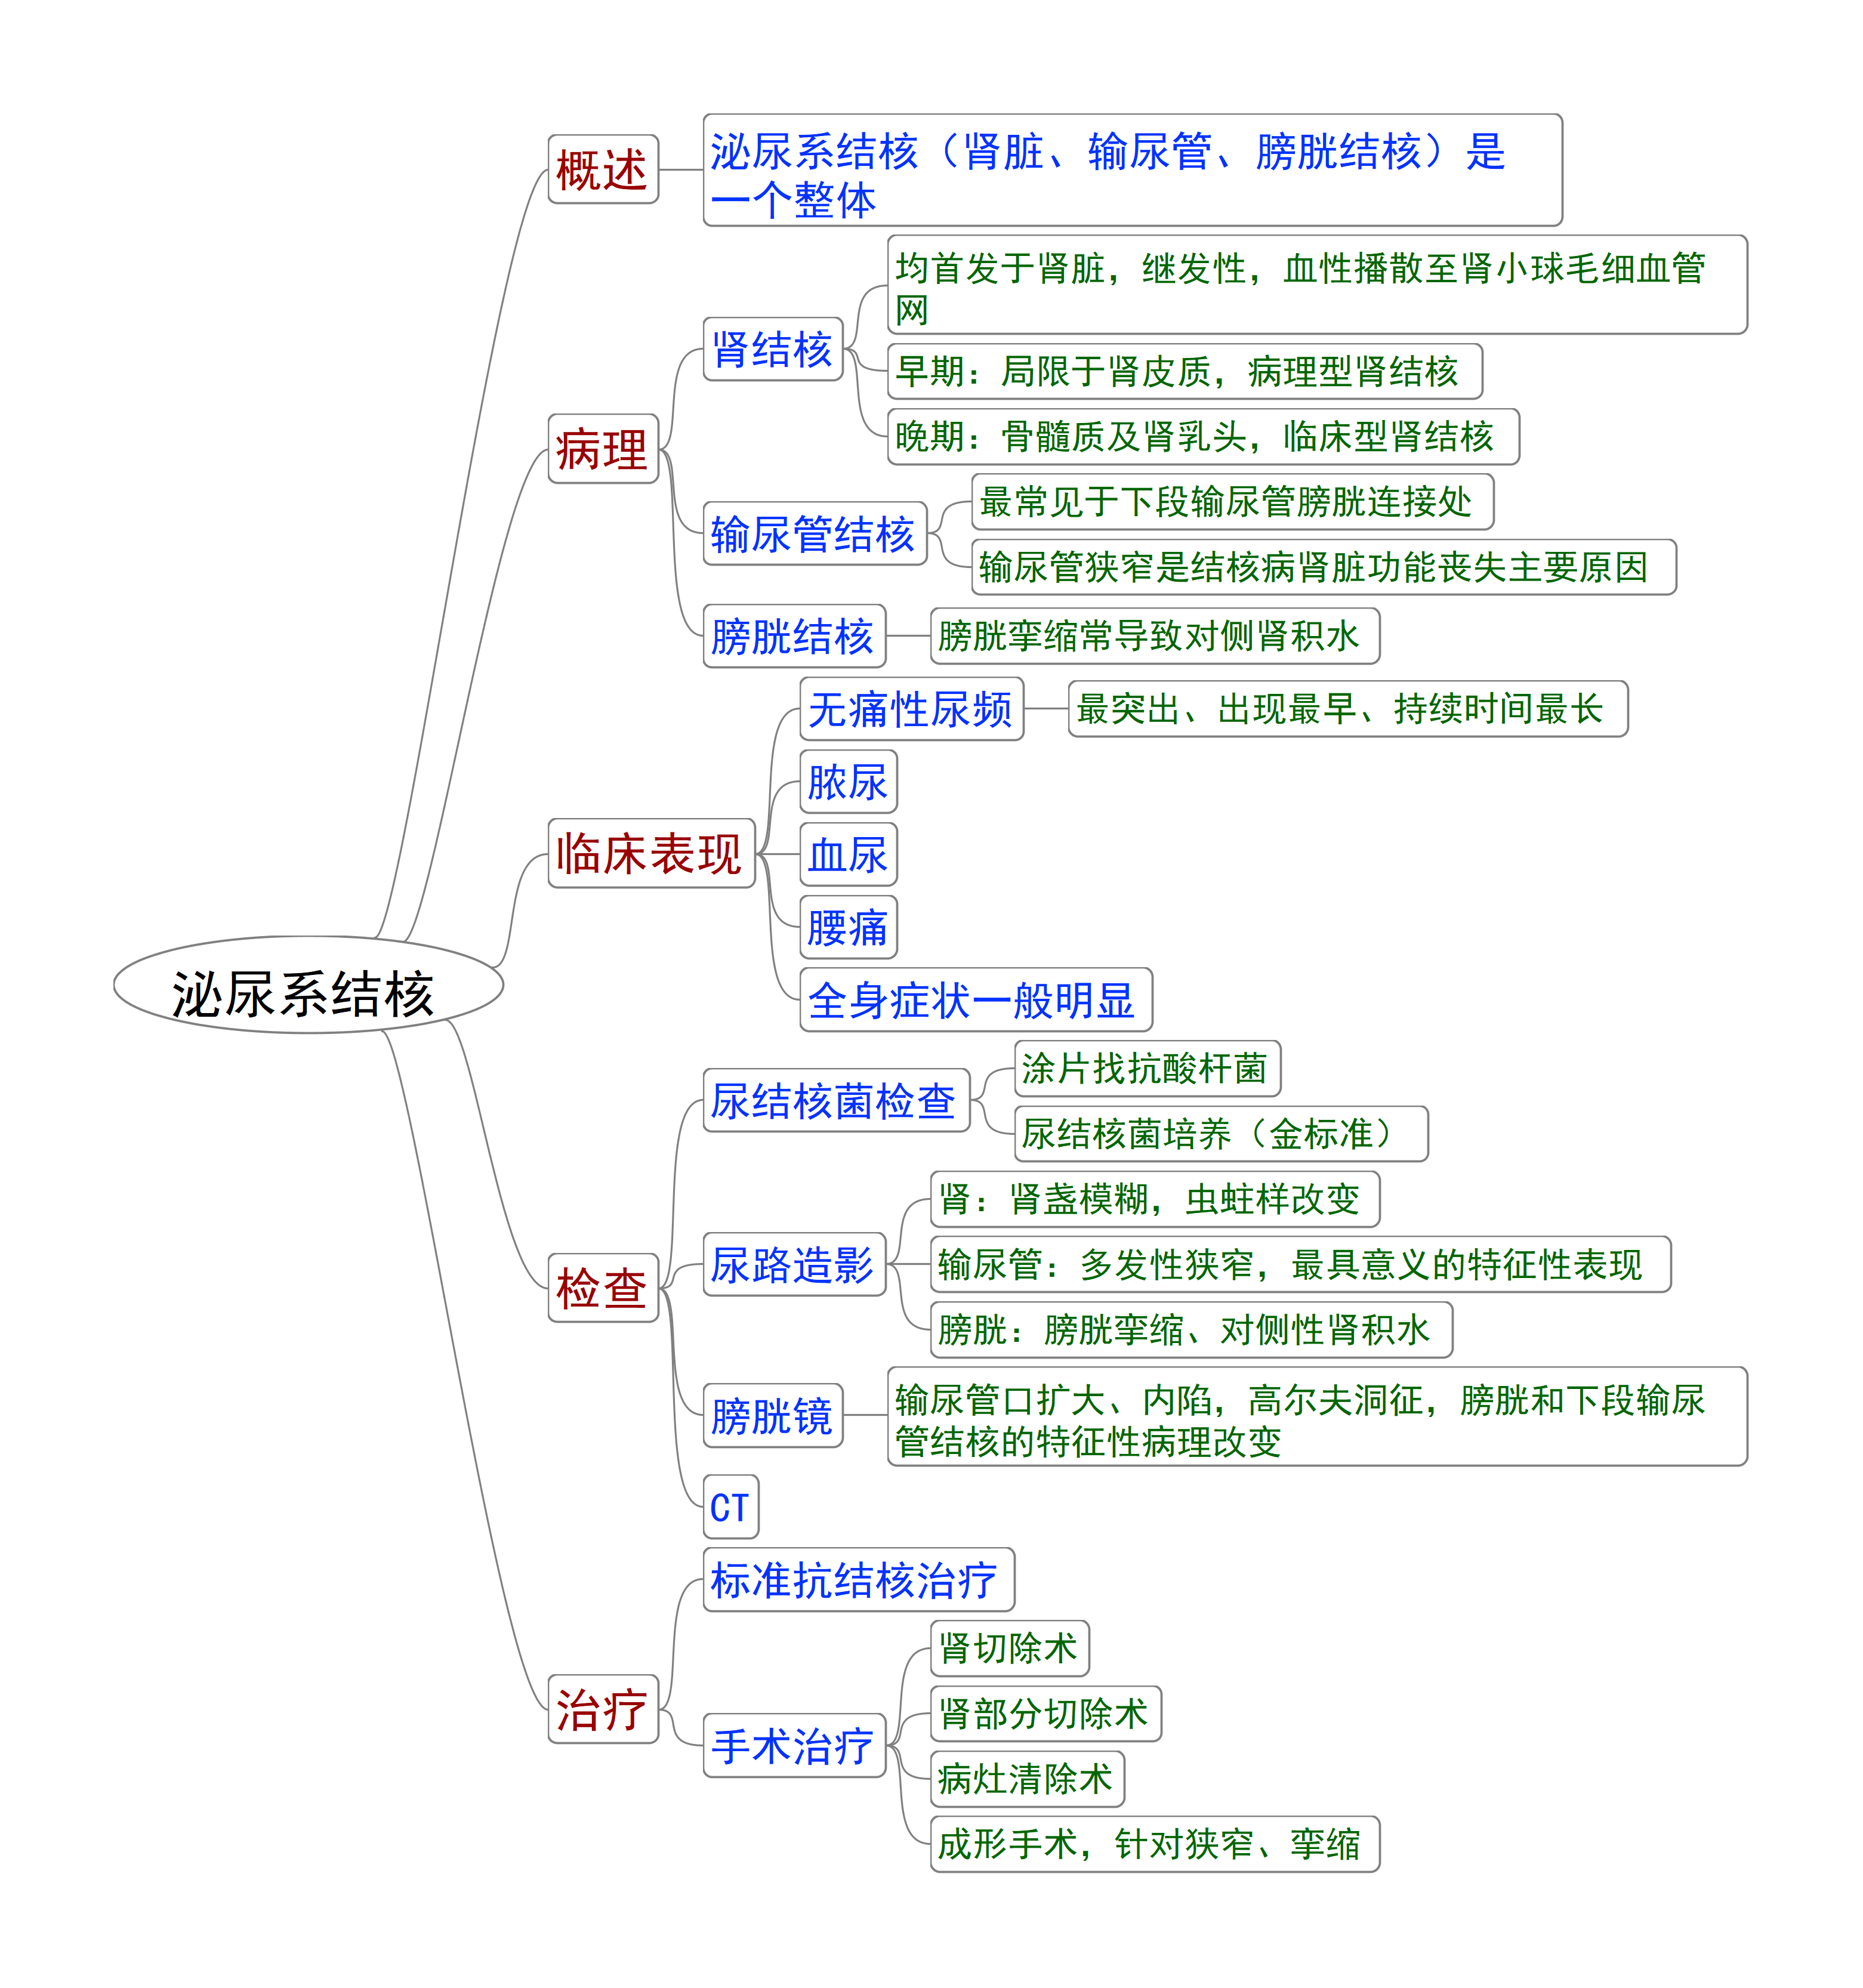 概述
泌尿系结核（肾脏、输尿管、膀胱结核）是
一个整体
病理
肾结核
均首发于肾脏，继发性，血性播散至肾小球毛细血管
网
早期：局限于肾皮质，病理型肾结核
晚期：骨髓质及肾乳头，临床型肾结核
输尿管结核
最常见于下段输尿管膀胱连接处
输尿管狭窄是结核病肾脏功能丧失主要原因
膀胱结核
膀胱挛缩常导致对侧肾积水
临床表现
无痛性尿频
最突出、出现最早、持续时间最长
脓尿
血尿
腰痛
全身症状一般明显
泌尿系结核
检查
尿结核菌检查
涂片找抗酸杆菌
尿结核菌培养（金标准）
尿路造影
肾：肾盏模糊，虫蛀样改变
输尿管：多发性狭窄，最具意义的特征性表现
膀胱：膀胱挛缩、对侧性肾积水
膀胱镜
输尿管口扩大、内陷，高尔夫洞征，膀胱和下段输尿
管结核的特征性病理改变
CT
治疗
标准抗结核治疗
手术治疗
肾切除术
肾部分切除术
病灶清除术
成形手术，针对狭窄、挛缩